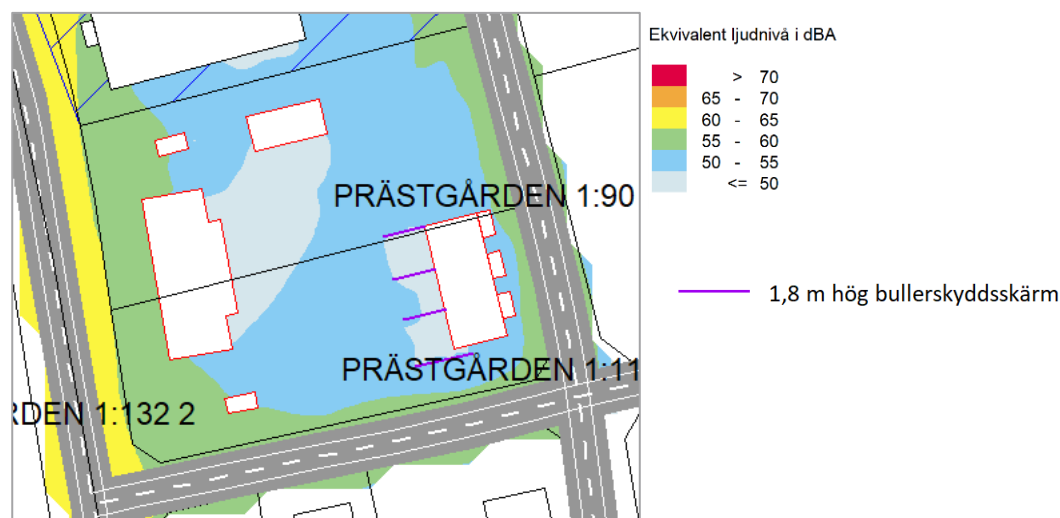 Ekvivalent ljudnivå i dBA
> 70
65 - 70
60 - 65
55 - 60
50 - 55
<= 50
PRÄSTGÅRDEN 1:90
1,8 m hög bullerskyddsskärm
PRÄSTGÅRDEN 1:11
RDEN 1:132 2